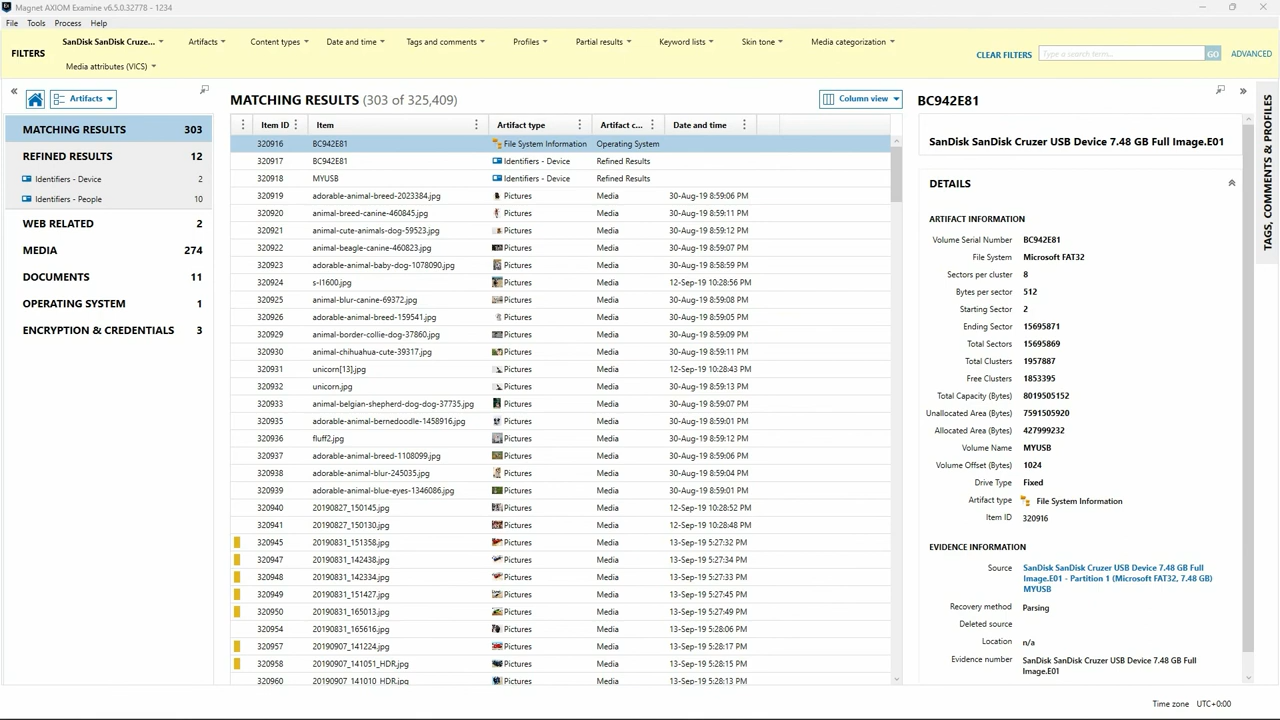 Magnet AXIOM Examine v6.5.0.32778 - 1234
File Tools Process Help
FILTERS
SanDisk SanDisk Cruze... Artifacts Content types Date and time Tags and comments Profiles Partial results Keyword lists Skin tone Media categorization
Media attributes (VICS)
CLEAR FILTERS Type a search term... GO ADVANCED
Artifacts
MATCHING RESULTS 303
REFINED RESULTS 12
Identifiers - Device 2
Identifiers - People 10
WEB RELATED 2
MEDIA 274
DOCUMENTS 11
OPERATING SYSTEM 1
ENCRYPTION & CREDENTIALS 3
MATCHING RESULTS (303 of 325,409)
Column view
Item ID Item Artifact type Artifact c... Date and time
320916 BC942E81 File System Information Operating System
320917 BC942E81 Identifiers - Device Refined Results
320918 MYUSB Identifiers - Device Refined Results
320919 adorable-animal-breed-2023384.jpg Pictures Media 30-Aug-19 8:59:06 PM
320920 animal-breed-canine-460845.jpg Pictures Media 30-Aug-19 8:59:11 PM
320921 animal-cute-animals-dog-59523.jpg Pictures Media 30-Aug-19 8:59:12 PM
320922 animal-beagle-canine-460823.jpg Pictures Media 30-Aug-19 8:59:07 PM
320923 adorable-animal-baby-dog-1078090.jpg Pictures Media 30-Aug-19 8:58:59 PM
320924 s-l1600.jpg Pictures Media 12-Sep-19 10:28:56 PM
320925 animal-blur-canine-69372.jpg Pictures Media 30-Aug-19 8:59:08 PM
320926 adorable-animal-breed-159541.jpg Pictures Media 30-Aug-19 8:59:05 PM
320929 animal-border-collie-dog-37860.jpg Pictures Media 30-Aug-19 8:59:09 PM
320930 animal-chihuahua-cute-39317.jpg Pictures Media 30-Aug-19 8:59:11 PM
320931 unicorn[13].jpg Pictures Media 12-Sep-19 10:28:43 PM
320932 unicorn.jpg Pictures Media 30-Aug-19 8:59:13 PM
320933 animal-belgian-shepherd-dog-dog-37735.jpg Pictures Media 30-Aug-19 8:59:07 PM
320935 adorable-animal-bernedoodle-1458916.jpg Pictures Media 30-Aug-19 8:59:01 PM
320936 fluff2.jpg Pictures Media 30-Aug-19 8:59:12 PM
320937 adorable-animal-breed-1108099.jpg Pictures Media 30-Aug-19 8:59:06 PM
320938 adorable-animal-blur-245035.jpg Pictures Media 30-Aug-19 8:59:04 PM
320939 adorable-animal-blue-eyes-1346086.jpg Pictures Media 30-Aug-19 8:59:01 PM
320940 20190827_150145.jpg Pictures Media 12-Sep-19 10:28:52 PM
320941 20190827_150130.jpg Pictures Media 12-Sep-19 10:28:48 PM
320945 20190831_151358.jpg Pictures Media 13-Sep-19 5:27:32 PM
320947 20190831_142438.jpg Pictures Media 13-Sep-19 5:27:34 PM
320948 20190831_142334.jpg Pictures Media 13-Sep-19 5:27:33 PM
320949 20190831_151427.jpg Pictures Media 13-Sep-19 5:27:45 PM
320950 20190831_165013.jpg Pictures Media 13-Sep-19 5:27:49 PM
320954 20190831_165616.jpg Pictures Media 13-Sep-19 5:28:06 PM
320957 20190907_141224.jpg Pictures Media 13-Sep-19 5:28:17 PM
320958 20190907_141051_HDR.jpg Pictures Media 13-Sep-19 5:28:15 PM
320960 20190907_141010_HDR.jpg Pictures Media 13-Sep-19 5:28:13 PM
BC942E81
SanDisk SanDisk Cruzer USB Device 7.48 GB Full Image.E01
DETAILS
ARTIFACT INFORMATION
Volume Serial Number BC942E81
File System Microsoft FAT32
Sectors per cluster 8
Bytes per sector 512
Starting Sector 2
Ending Sector 15695871
Total Sectors 15695869
Total Clusters 1957887
Free Clusters 1853395
Total Capacity (Bytes) 8019505152
Unallocated Area (Bytes) 7591505920
Allocated Area (Bytes) 427999232
Volume Name MYUSB
Volume Offset (Bytes) 1024
Drive Type Fixed
Artifact type File System Information
Item ID 320916
EVIDENCE INFORMATION
Source SanDisk SanDisk Cruzer USB Device 7.48 GB Full
Image.E01 - Partition 1 (Microsoft FAT32, 7.48 GB)
MYUSB
Recovery method Parsing
Deleted source
Location n/a
Evidence number SanDisk SanDisk Cruzer USB Device 7.48 GB Full
Image.E01
TAGS, COMMENTS & PROFILES
Time zone UTC+0:00